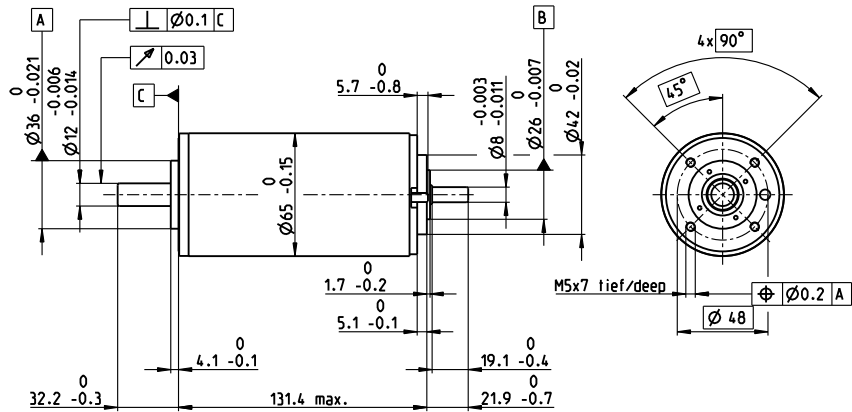 A
⊥ Ø0.1 C
↗ 0.03
C
Ø36 0 -0.021
Ø12 -0.006 -0.014
Ø65 0 -0.15
5.7 0 -0.8
B
Ø8 -0.003 -0.011
Ø26 0 -0.007
Ø42 0 -0.02
4x 90°
45°
M5x7 tief/deep
⌖ Ø0.2 A
Ø 48
1.7 0 -0.2
5.1 0 -0.1
4.1 0 -0.1
19.1 0 -0.4
32.2 0 -0.3
131.4 max.
21.9 0 -0.7